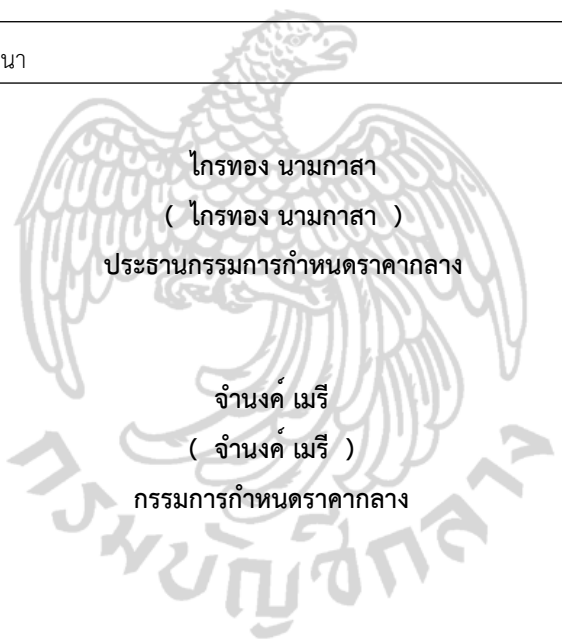 นา
ไกรทอง นามกาสา
( ไกรทอง นามกาสา )
ประธานกรรมการกำหนดราคากลาง
จำนงค์ เมรี
( จำนงค์ เมรี )
กรรมการกำหนดราคากลาง
กรมบัญชีกลาง